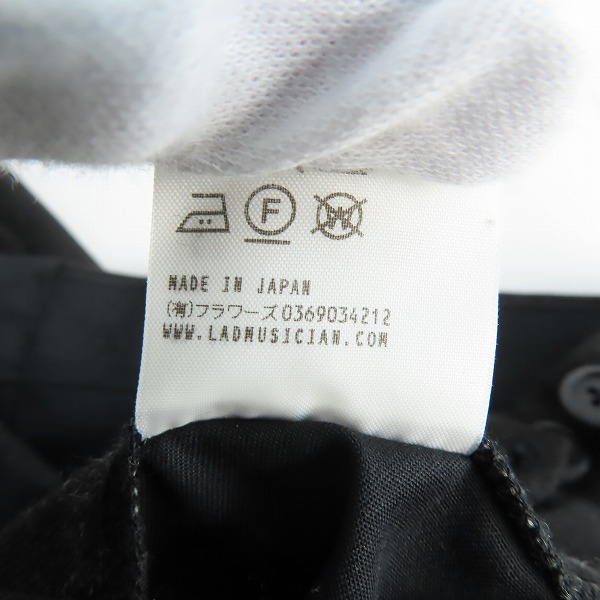 F W
MADE IN JAPAN
(有)フラワーズ0369034212
WWW.LADMUSICIAN.COM